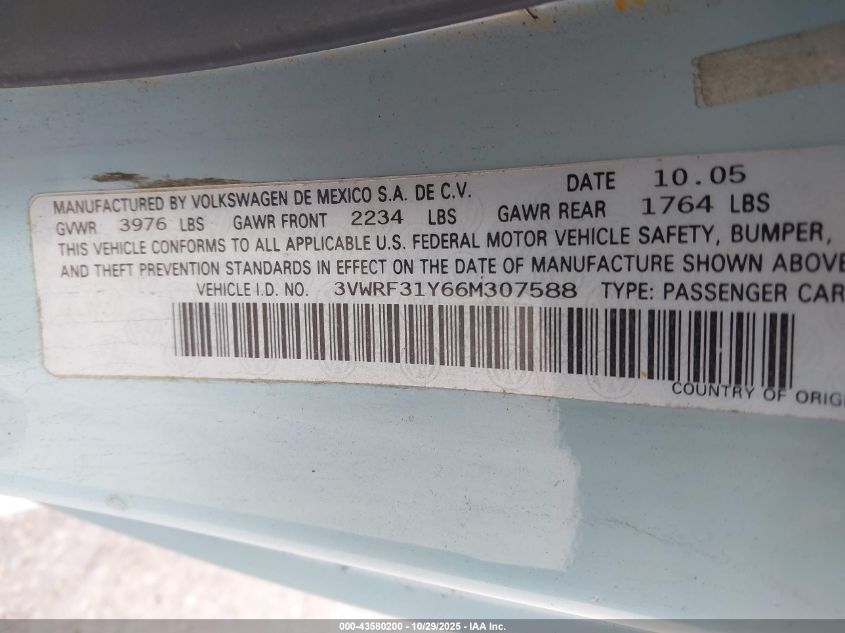 MANUFACTURED BY VOLKSWAGEN DE MEXICO S.A. DE C.V. DATE 10.05
GVWR 3976 LBS GAWR FRONT 2234 LBS GAWR REAR 1764 LBS
THIS VEHICLE CONFORMS TO ALL APPLICABLE U.S. FEDERAL MOTOR VEHICLE SAFETY, BUMPER,
AND THEFT PREVENTION STANDARDS IN EFFECT ON THE DATE OF MANUFACTURE SHOWN ABOVE
VEHICLE I.D. NO. 3VWRF31Y66M307588 TYPE: PASSENGER CAR
COUNTRY OF ORIG
000-43580200 - 10/29/2025 - IAA Inc.